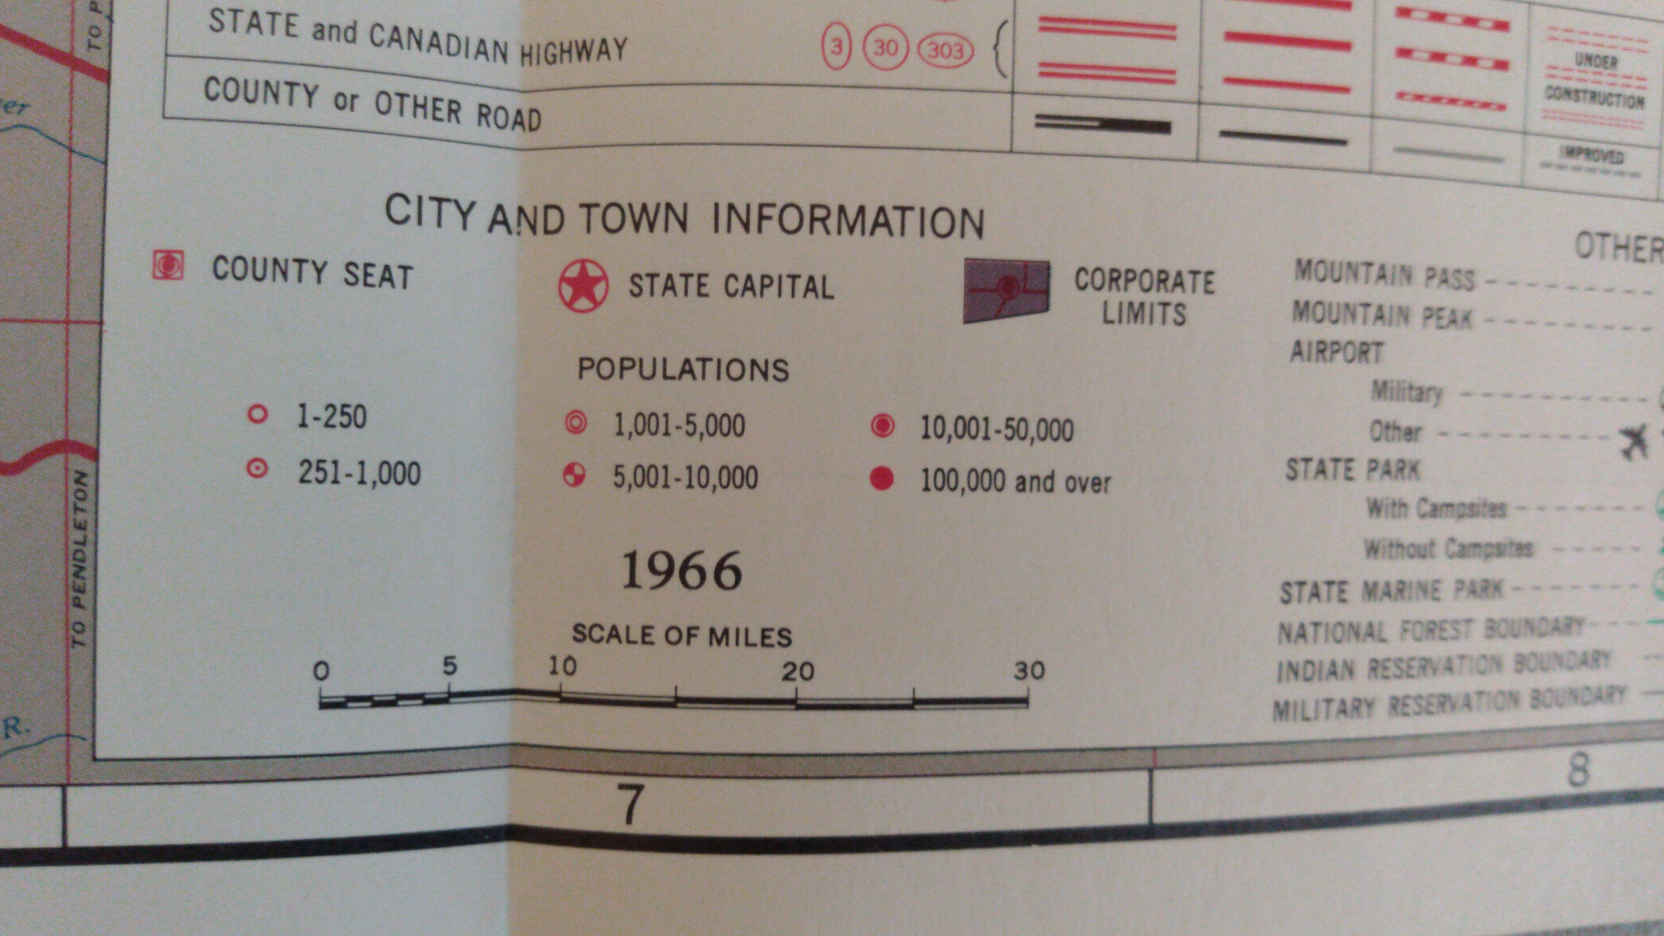 TO P
er
STATE and CANADIAN HIGHWAY 3 30 303
UNDER
CONSTRUCTION
COUNTY or OTHER ROAD
IMPROVED
CITY AND TOWN INFORMATION
COUNTY SEAT
STATE CAPITAL
CORPORATE
LIMITS
POPULATIONS
1-250
251-1,000
1,001-5,000
5,001-10,000
10,001-50,000
100,000 and over
1966
SCALE OF MILES
0 5 10 20 30
OTHER
MOUNTAIN PASS
MOUNTAIN PEAK
AIRPORT
Military
Other
STATE PARK
With Campsites
Without Campsites
STATE MARINE PARK
NATIONAL FOREST BOUNDARY
INDIAN RESERVATION BOUNDARY
MILITARY RESERVATION BOUNDARY
TO PENDLETON
R.
7
8